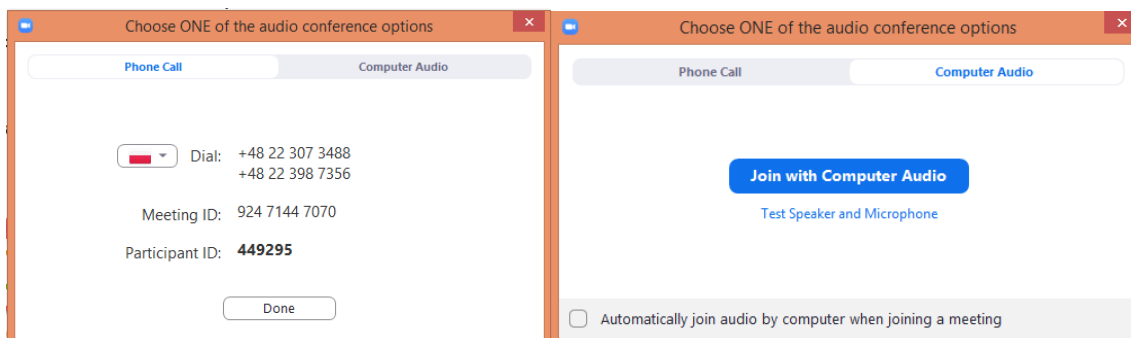 Choose ONE of the audio conference options
Phone Call
Computer Audio
Dial: +48 22 307 3488
+48 22 398 7356
Meeting ID: 924 7144 7070
Participant ID: 449295
Done
Choose ONE of the audio conference options
Phone Call
Computer Audio
Join with Computer Audio
Test Speaker and Microphone
Automatically join audio by computer when joining a meeting